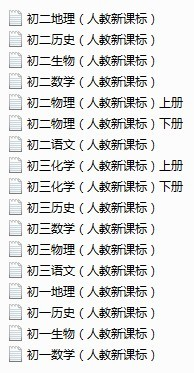 初二地理（人教新课标）
初二历史（人教新课标）
初二生物（人教新课标）
初二数学（人教新课标）
初二物理（人教新课标）上册
初二物理（人教新课标）下册
初二语文（人教新课标）
初三化学（人教新课标）上册
初三化学（人教新课标）下册
初三历史（人教新课标）
初三数学（人教新课标）
初三物理（人教新课标）
初三语文（人教新课标）
初一地理（人教新课标）
初一历史（人教新课标）
初一生物（人教新课标）
初一数学（人教新课标）